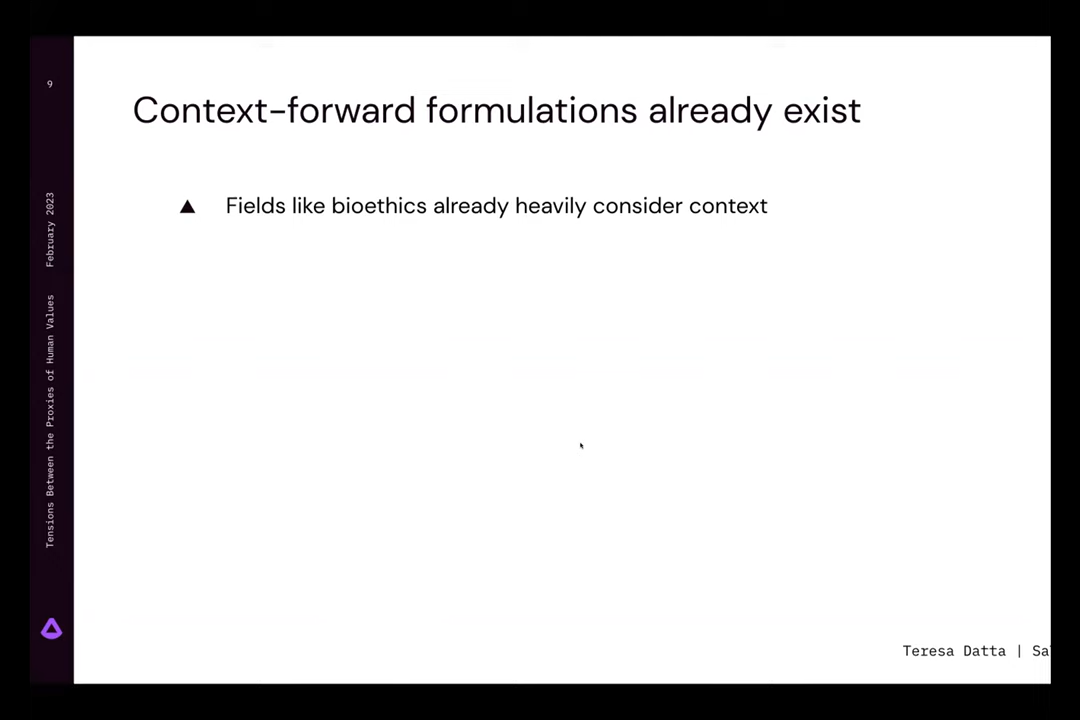 9
Context-forward formulations already exist
▲ Fields like bioethics already heavily consider context
February 2023
Tensions Between the Proxies of Human Values
Teresa Datta |